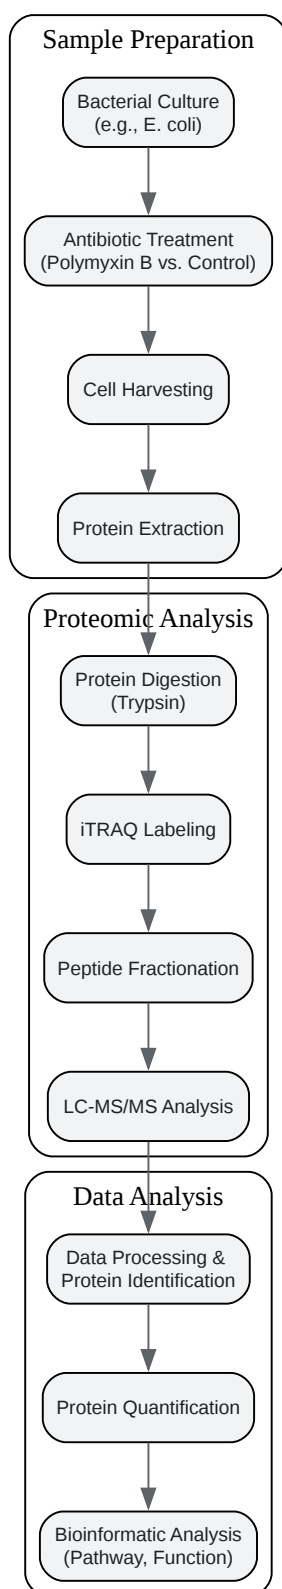 Sample Preparation
Bacterial Culture
(e.g., E. coli)
Antibiotic Treatment
(Polymyxin B vs. Control)
Cell Harvesting
Protein Extraction
Proteomic Analysis
Protein Digestion
(Trypsin)
iTRAQ Labeling
Peptide Fractionation
LC-MS/MS Analysis
Data Analysis
Data Processing &
Protein Identification
Protein Quantification
Bioinformatic Analysis
(Pathway, Function)